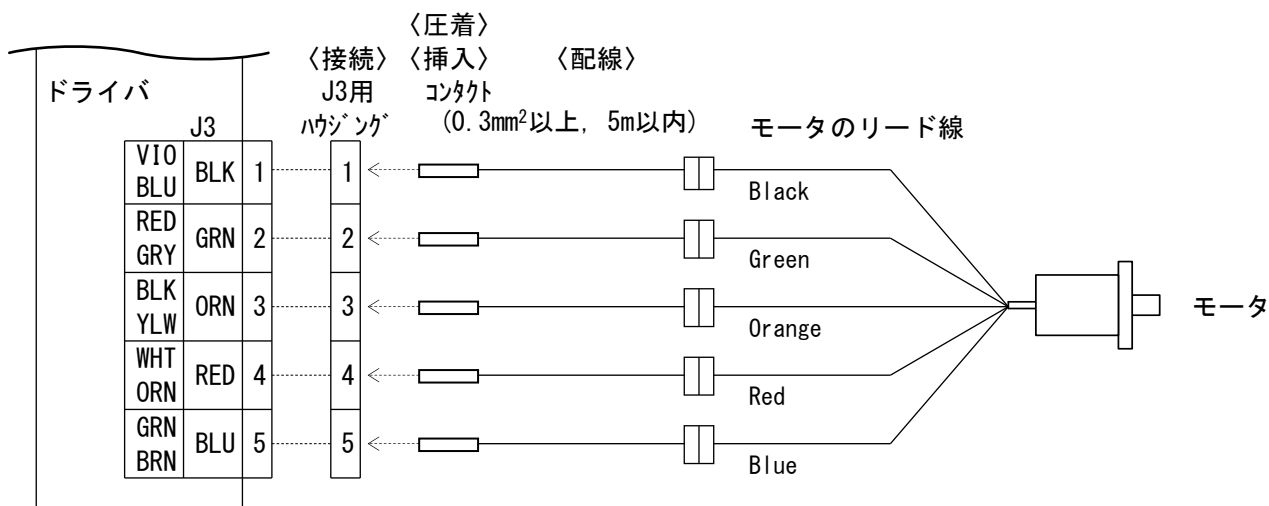 〈圧着〉
〈接続〉〈挿入〉 〈配線〉
ドライバ J3用 ｺﾝﾀｸﾄ
J3 ﾊｳｼﾞﾝｸﾞ (0.3mm²以上, 5m以内) モータのリード線
VIO
BLU BLK 1 1 Black
RED
GRY GRN 2 2 Green
BLK
YLW ORN 3 3 Orange
モータ
WHT
ORN RED 4 4 Red
GRN
BRN BLU 5 5 Blue